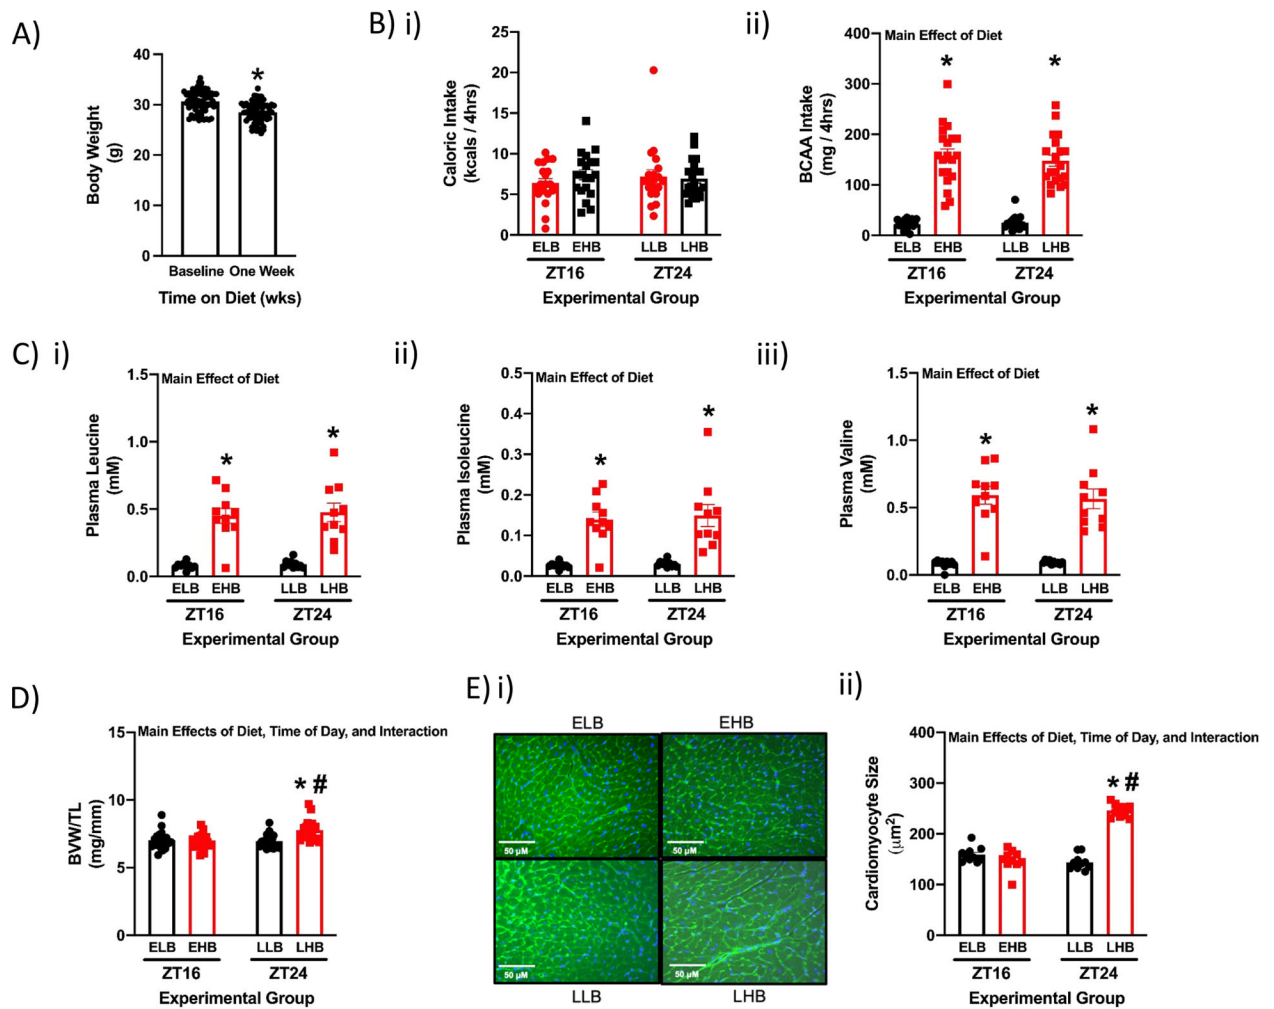 A)
40
30
20
10
0
Body Weight
(g)
*
Baseline One Week
Time on Diet (wks)
B) i)
25
20
15
10
5
0
Caloric Intake
(kcals / 4hrs)
ELB EHB LLB LHB
ZT16 ZT24
Experimental Group
ii)
400
300
200
100
0
BCAA Intake
(mg / 4hrs)
Main Effect of Diet
* *
ELB EHB LLB LHB
ZT16 ZT24
Experimental Group
C) i)
1.5
1.0
0.5
0.0
Plasma Leucine
(mM)
Main Effect of Diet
* *
ELB EHB LLB LHB
ZT16 ZT24
Experimental Group
ii)
0.5
0.4
0.3
0.2
0.1
0.0
Plasma Isoleucine
(mM)
Main Effect of Diet
* *
ELB EHB LLB LHB
ZT16 ZT24
Experimental Group
iii)
1.5
1.0
0.5
0.0
Plasma Valine
(mM)
Main Effect of Diet
* *
ELB EHB LLB LHB
ZT16 ZT24
Experimental Group
D)
15
10
5
0
BVW/TL
(mg/mm)
Main Effects of Diet, Time of Day, and Interaction
* #
ELB EHB LLB LHB
ZT16 ZT24
Experimental Group
E) i)
ELB EHB
50 µM 50 µM
50 µM 50 µM
LLB LHB
ii)
400
300
200
100
0
Cardiomyocyte Size
(µm²)
Main Effects of Diet, Time of Day, and Interaction
* #
ELB EHB LLB LHB
ZT16 ZT24
Experimental Group